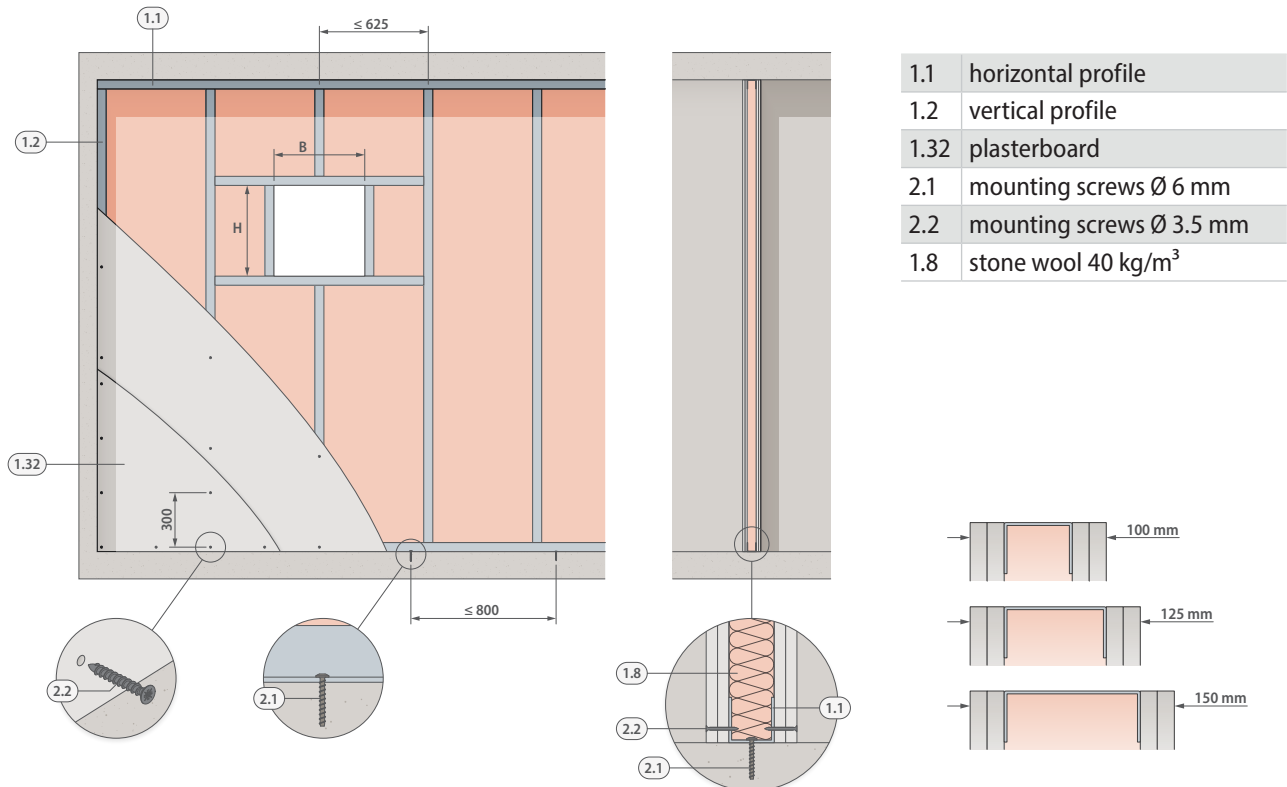 1.1
≤ 625
1.2
B
H
1.32
300
≤ 800
2.2
2.1
1.8
1.1
2.2
2.1
1.1 horizontal profile
1.2 vertical profile
1.32 plasterboard
2.1 mounting screws Ø 6 mm
2.2 mounting screws Ø 3.5 mm
1.8 stone wool 40 kg/m³
100 mm
125 mm
150 mm